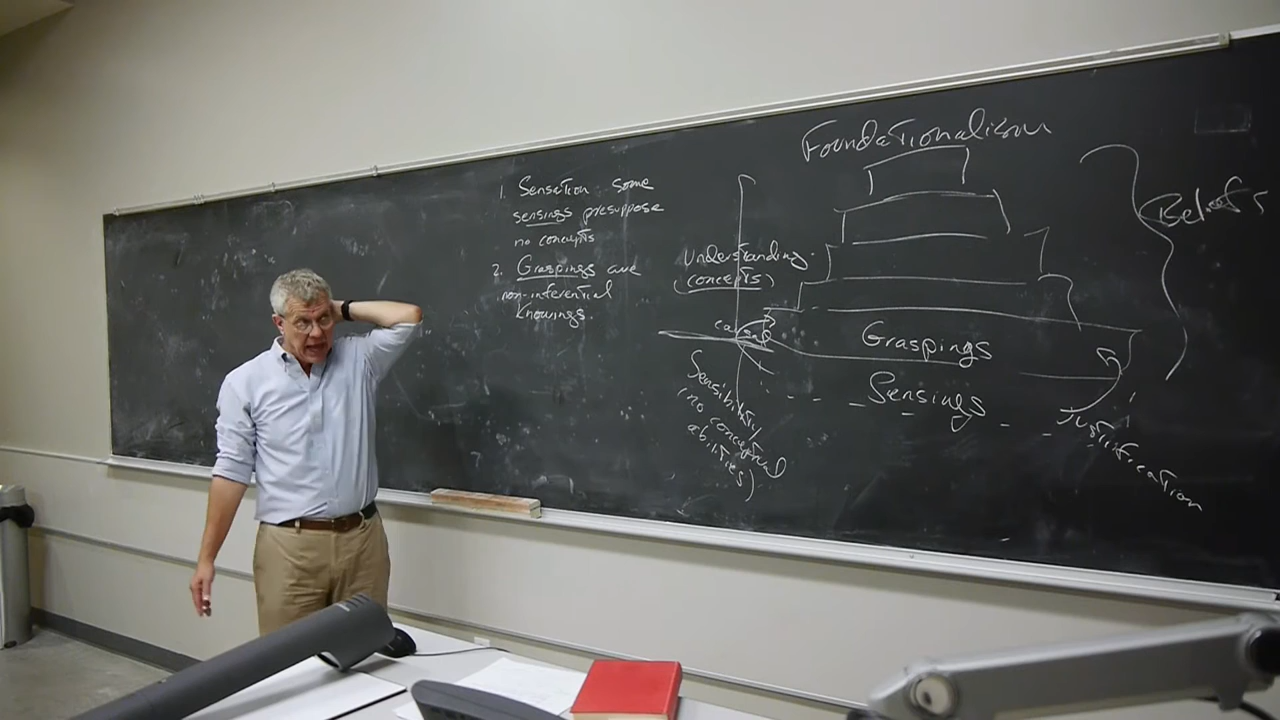 1. Sensation some
sensings presuppose
no concepts
2. Graspings are
non-inferential
knowings.
Foundationalism
Understanding
(concepts)
causal
Sensibility
(no conceptual
abilities)
Graspings
Sensings
Justification
Beliefs